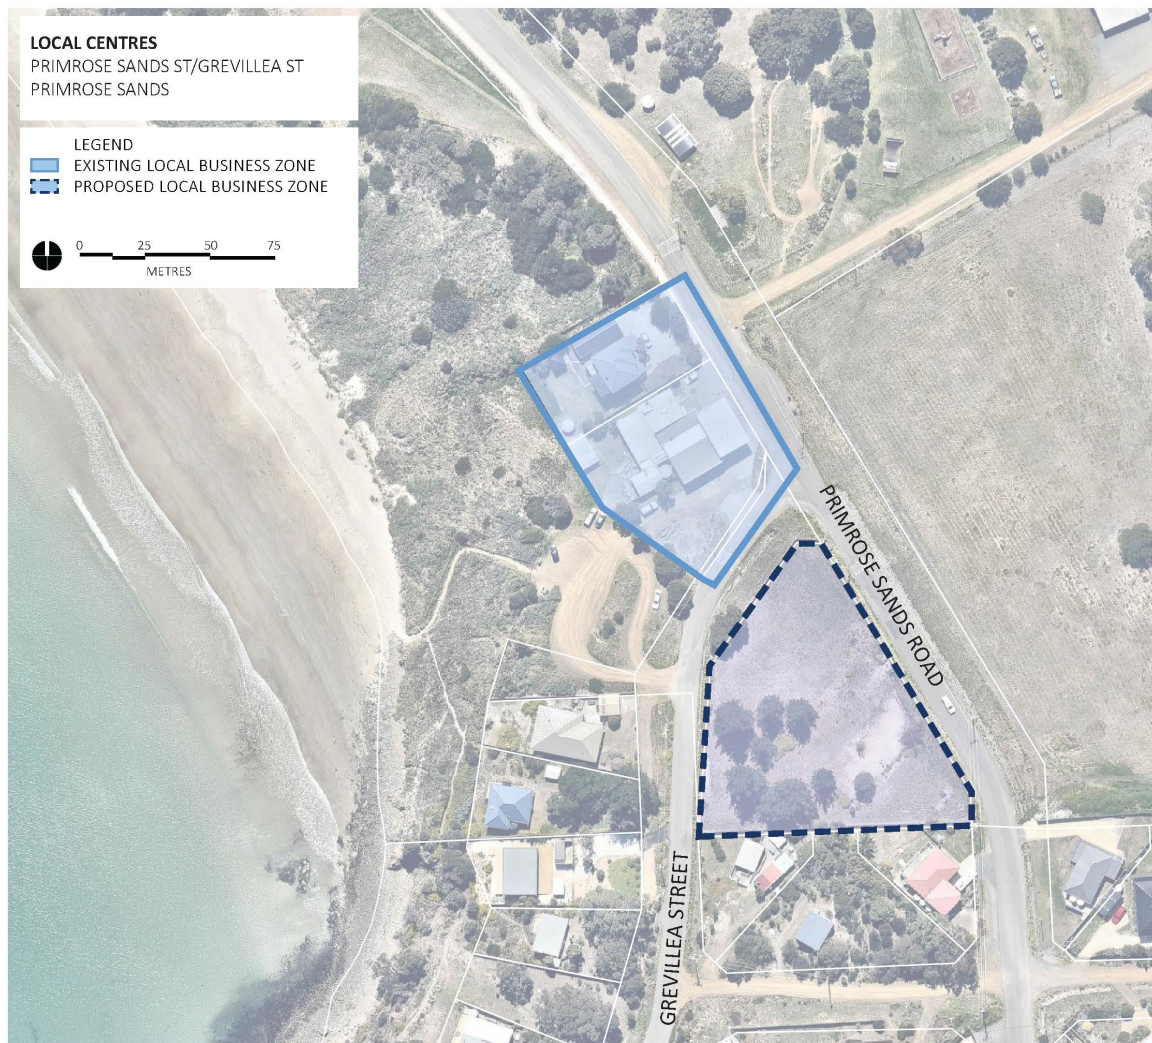 LOCAL CENTRES
PRIMROSE SANDS ST/GREVILLEA ST
PRIMROSE SANDS
LEGEND
EXISTING LOCAL BUSINESS ZONE
PROPOSED LOCAL BUSINESS ZONE
0 25 50 75
METRES
PRIMROSE SANDS ROAD
GREVILLEA STREET